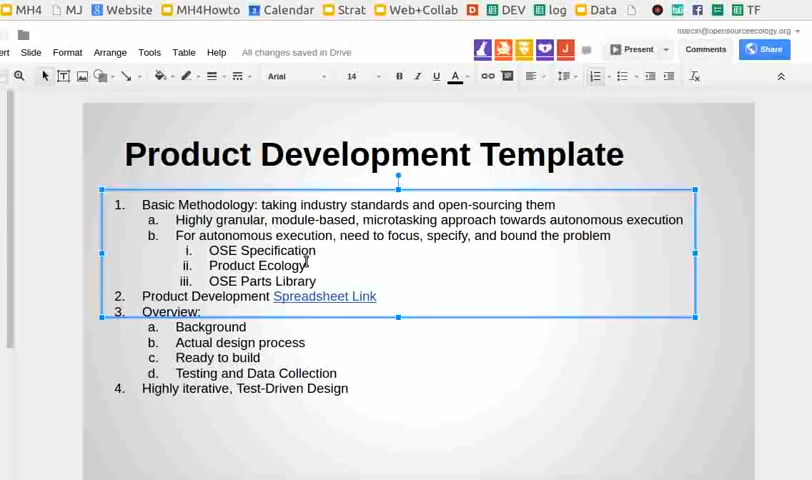 MH4 MJ Website MH4Howto Calendar Strat Web+Collab DEV log Data TF
marcin@opensourceecology.org
Slide Format Arrange Tools Table Help All changes saved in Drive
J Present Comments Share
Arial 14 B I U A
Product Development Template
1. Basic Methodology: taking industry standards and open-sourcing them
a. Highly granular, module-based, microtasking approach towards autonomous execution
b. For autonomous execution, need to focus, specify, and bound the problem
i. OSE Specification
ii. Product Ecology
iii. OSE Parts Library
2. Product Development Spreadsheet Link
3. Overview:
a. Background
b. Actual design process
c. Ready to build
d. Testing and Data Collection
4. Highly iterative, Test-Driven Design